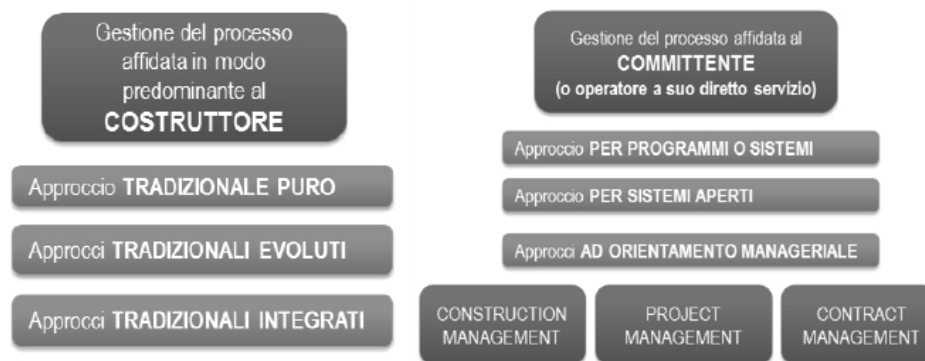 Gestione del processo
affidata in modo
predominante al
COSTRUTTORE
Approccio TRADIZIONALE PURO
Approcci TRADIZIONALI EVOLUTI
Approcci TRADIZIONALI INTEGRATI
Gestione del processo affidata al
COMMITTENTE
(o operatore a suo diretto servizio)
Approccio PER PROGRAMMI O SISTEMI
Approccio PER SISTEMI APERTI
Approcci AD ORIENTAMENTO MANAGERIALE
CONSTRUCTION
MANAGEMENT
PROJECT
MANAGEMENT
CONTRACT
MANAGEMENT